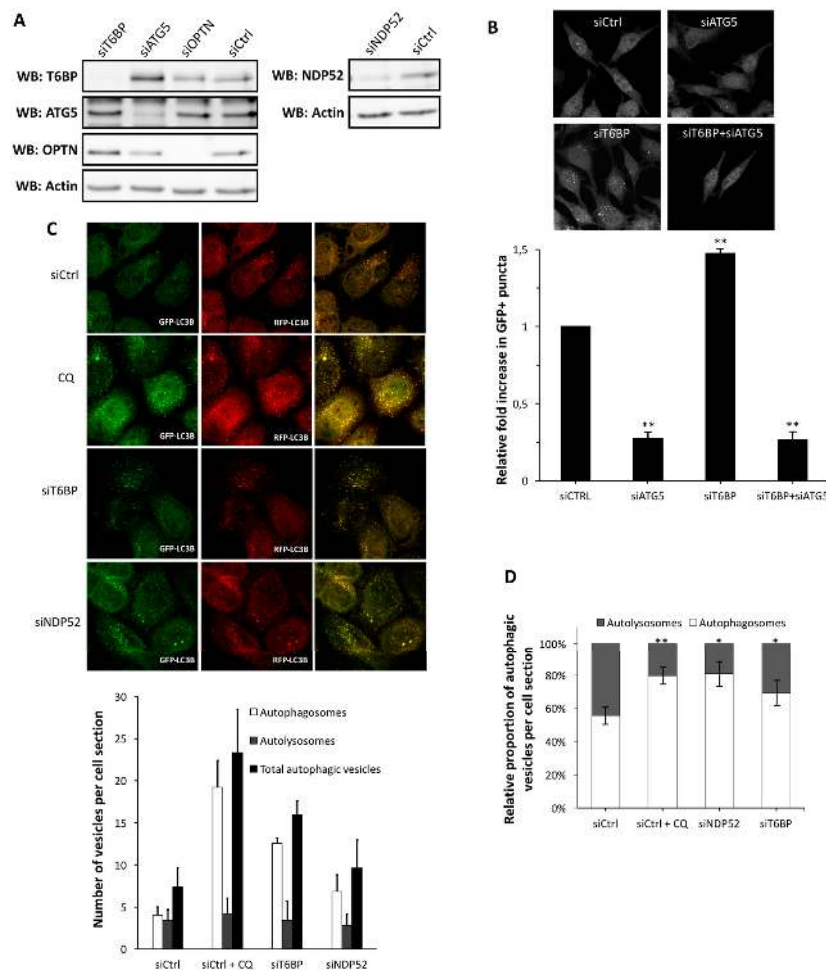 A
siT6BP siATG5 siOPTN siCtrl
WB: T6BP
WB: ATG5
WB: OPTN
WB: Actin
siNDP52 siCtrl
WB: NDP52
WB: Actin
B
siCtrl siATG5
siT6BP siT6BP+siATG5
Relative fold increase in GFP+ puncta
1,5
1
0,5
0
** ** **
siCTRL siATG5 siT6BP siT6BP+siATG5
C
siCtrl
GFP-LC3B RFP-LC3B
CQ
GFP-LC3B RFP-LC3B
siT6BP
GFP-LC3B RFP-LC3B
siNDP52
GFP-LC3B RFP-LC3B
Number of vesicles per cell section
30
25
20
15
10
5
0
Autophagosomes
Autolysosomes
Total autophagic vesicles
siCtrl siCtrl + CQ siT6BP siNDP52
D
Autolysosomes Autophagosomes
Relative proportion of autophagic
vesicles per cell section
100%
80%
60%
40%
20%
0%
** * *
siCtrl siCtrl + CQ siNDP52 siT6BP